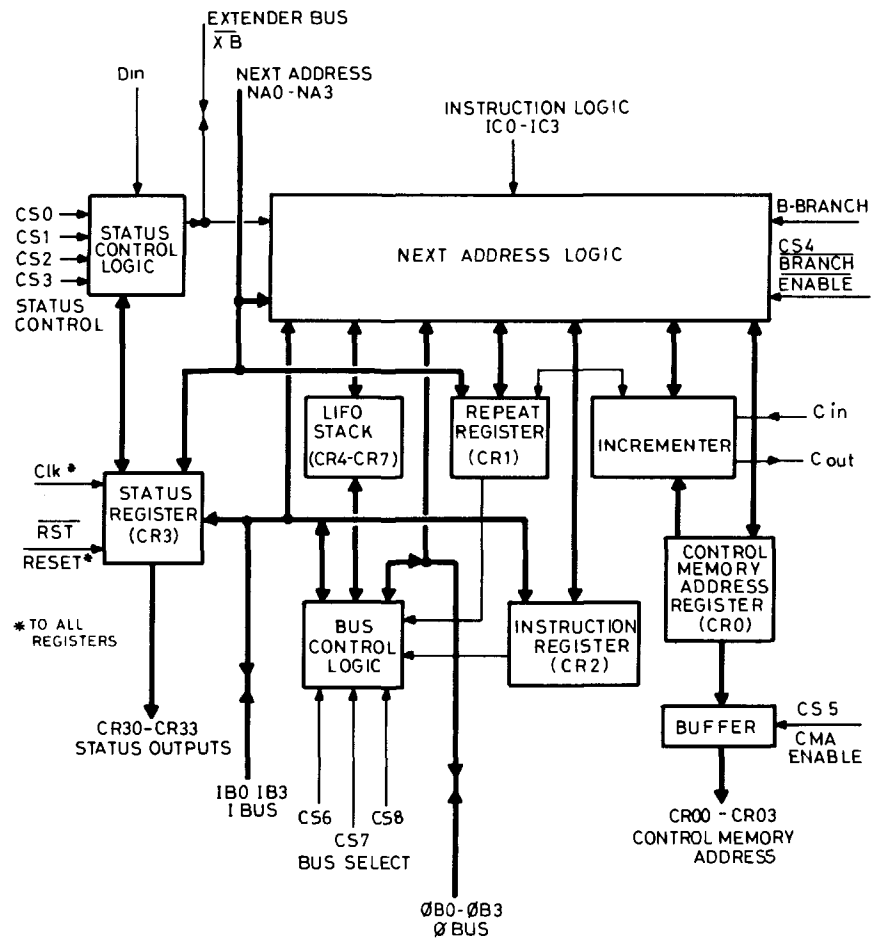 EXTENDER BUS
XB
Din
NEXT ADDRESS
NA0-NA3
INSTRUCTION LOGIC
IC0-IC3
CS0
CS1
CS2
CS3
STATUS
CONTROL
STATUS
CONTROL
LOGIC
NEXT ADDRESS LOGIC
B-BRANCH
CS4
BRANCH
ENABLE
LIFO
STACK
(CR4-CR7)
REPEAT
REGISTER
(CR1)
INCREMENTER
C in
C out
Clk*
RST
RESET*
STATUS
REGISTER
(CR3)
* TO ALL
REGISTERS
BUS
CONTROL
LOGIC
INSTRUCTION
REGISTER
(CR2)
CONTROL
MEMORY
ADDRESS
REGISTER
(CR0)
BUFFER
CS5
CMA
ENABLE
CR30-CR33
STATUS OUTPUTS
IB0 IB3
I BUS
CS6
CS7
CS8
BUS SELECT
CR00 - CR03
CONTROL MEMORY
ADDRESS
ØB0-ØB3
Ø BUS